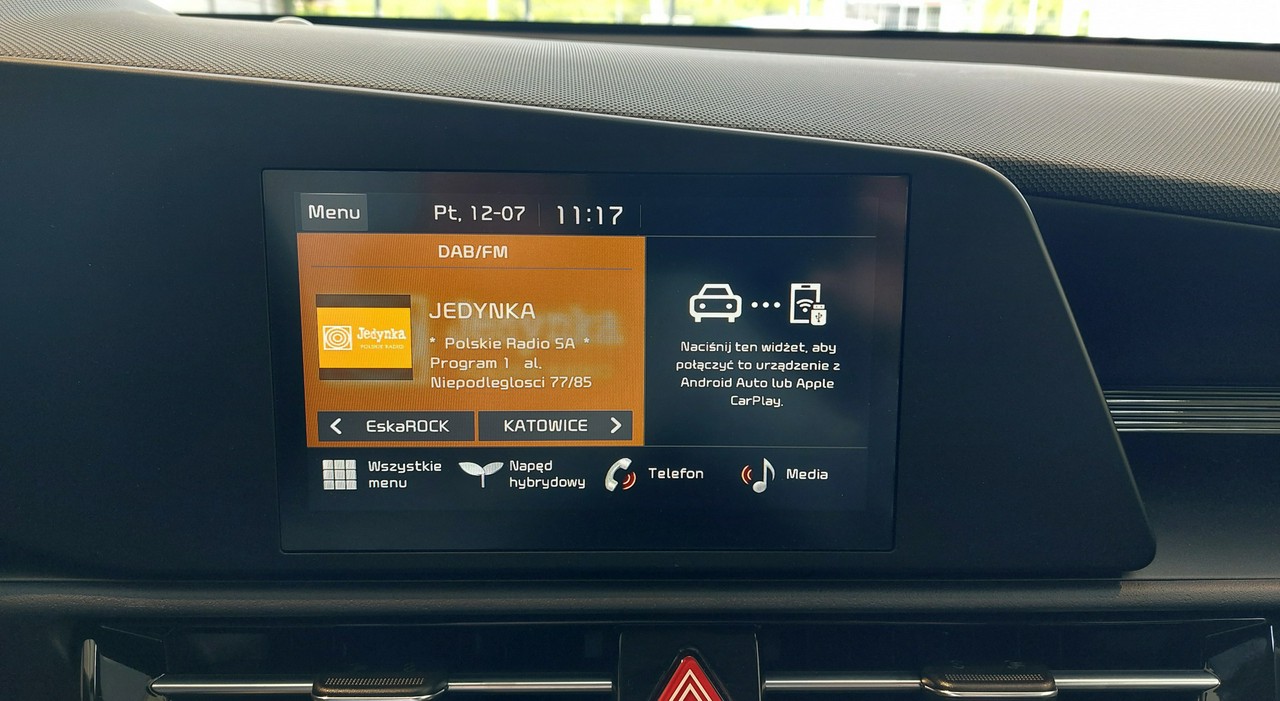 Menu
Pt, 12-07
11:17
DAB/FM
Jedynka
POLSKIE RADIO
JEDYNKA
* Polskie Radio SA *
Program 1 al.
Niepodleglosci 77/85
< EskaROCK
KATOWICE >
Naciśnij ten widżet, aby
połączyć to urządzenie z
Android Auto lub Apple
CarPlay.
Wszystkie
menu
Napęd
hybrydowy
Telefon
Media